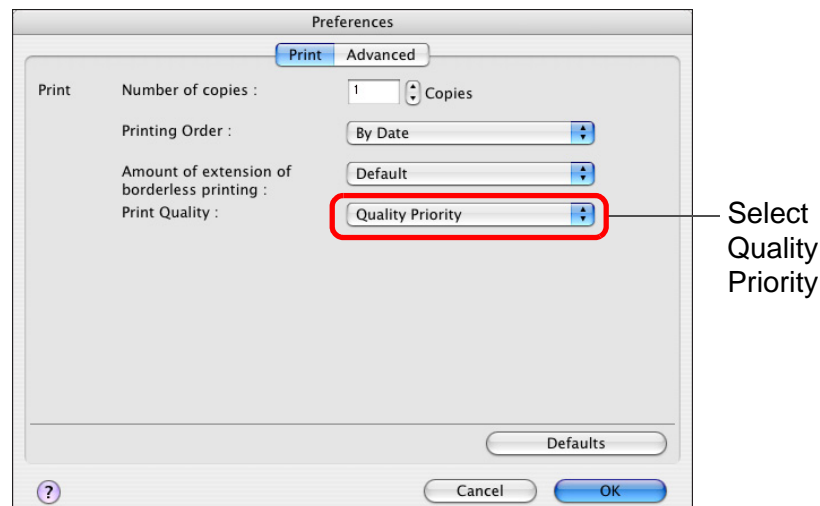 Preferences
Print Advanced
Print Number of copies : 1 Copies
Printing Order : By Date
Amount of extension of Default
borderless printing :
Print Quality : Quality Priority
Select
Quality
Priority
Defaults
? Cancel OK